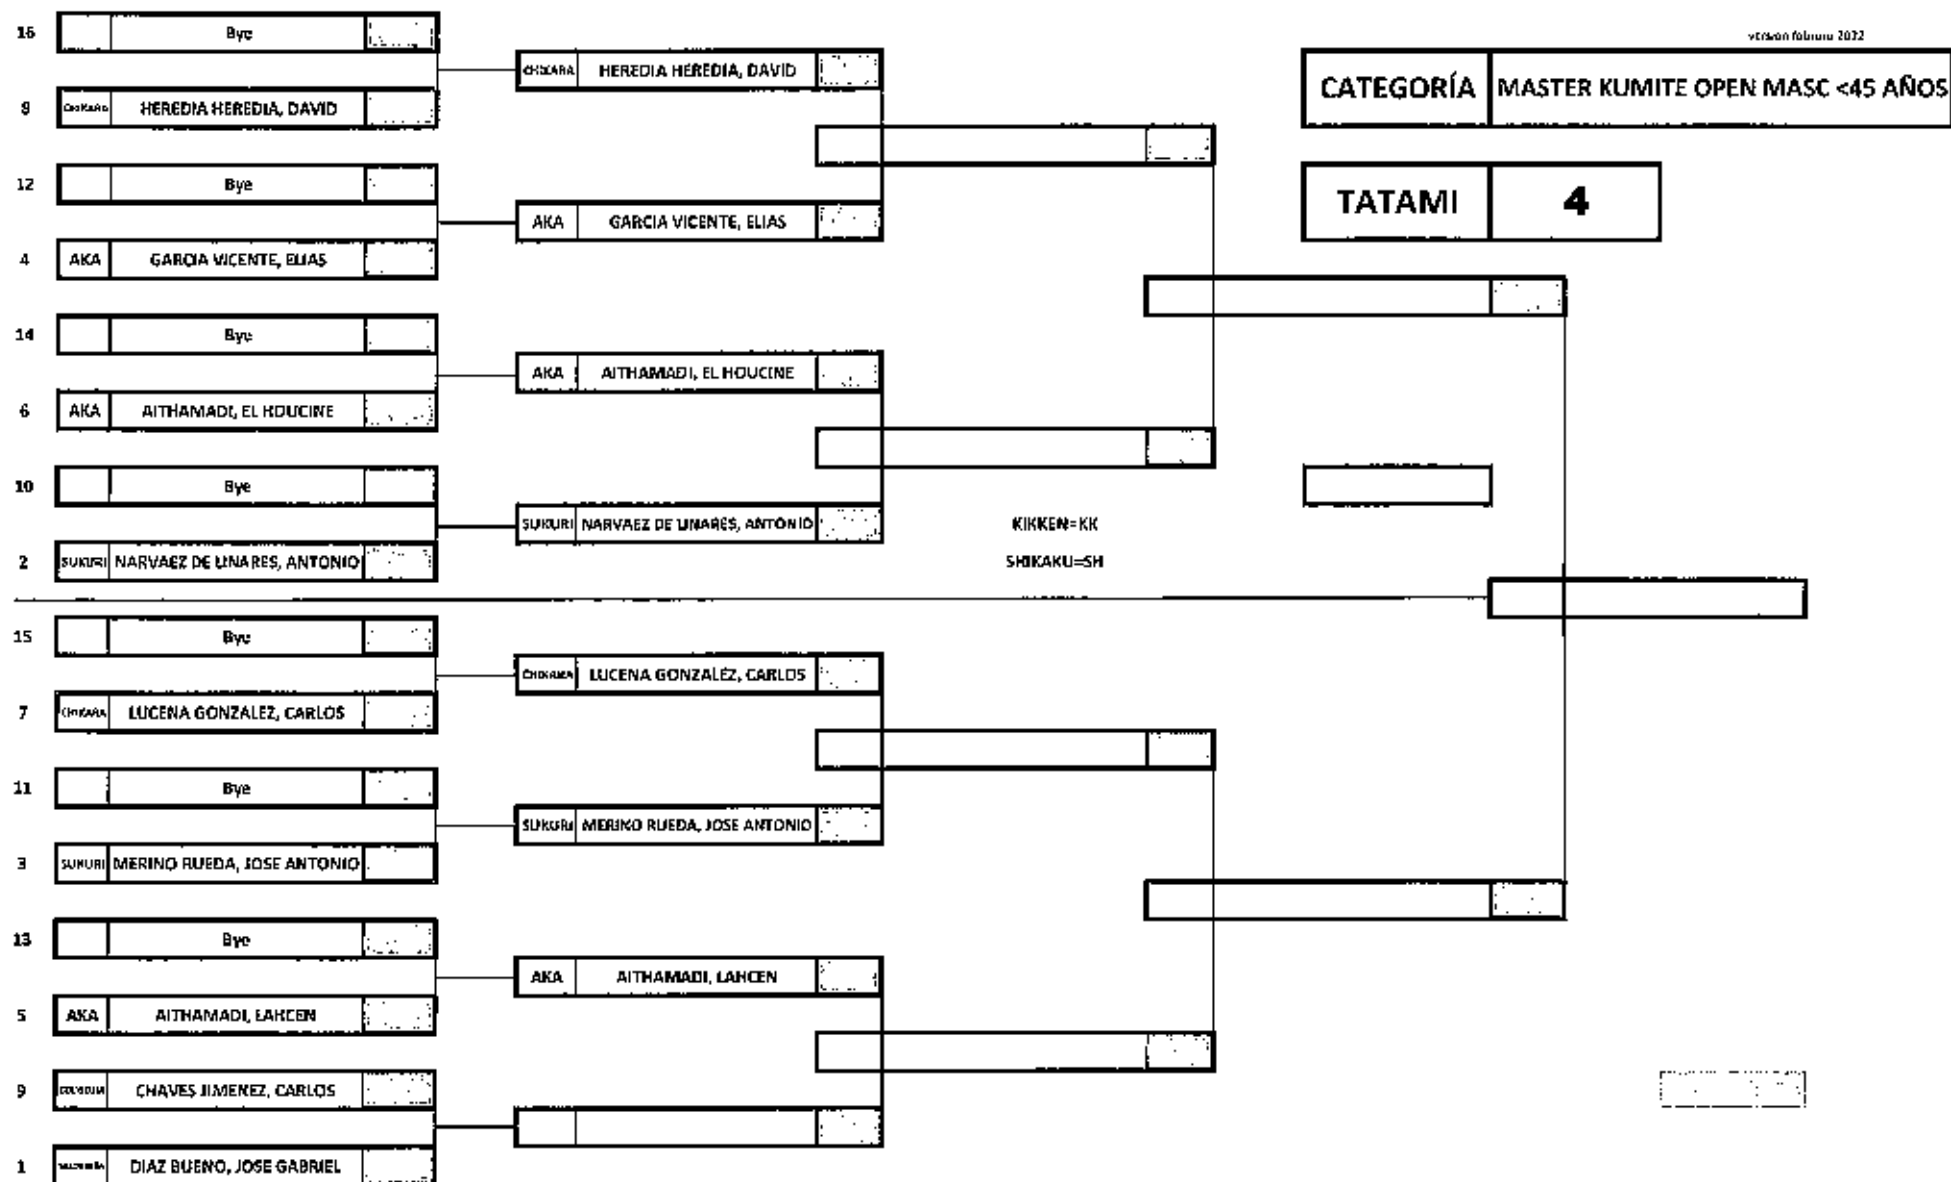 version febrero 2022
CATEGORÍA MASTER KUMITE OPEN MASC <45 AÑOS
TATAMI 4
16 Bye
8 CHIKARA HEREDIA HEREDIA, DAVID
CHIKARA HEREDIA HEREDIA, DAVID
12 Bye
4 AKA GARCIA VICENTE, ELIAS
AKA GARCIA VICENTE, ELIAS
14 Bye
6 AKA AITHAMADI, EL HOUCINE
AKA AITHAMADI, EL HOUCINE
10 Bye
2 SUKURI NARVAEZ DE LINARES, ANTONIO
SUKURI NARVAEZ DE LINARES, ANTONIO
KIKKEN=KK
SHIKAKU=SH
15 Bye
7 CHIKARA LUCENA GONZALEZ, CARLOS
CHIKARA LUCENA GONZALEZ, CARLOS
11 Bye
3 SUKURI MERINO RUEDA, JOSE ANTONIO
SUKURI MERINO RUEDA, JOSE ANTONIO
13 Bye
5 AKA AITHAMADI, LAHCEN
AKA AITHAMADI, LAHCEN
9 CHAVES JIMENEZ, CARLOS
1 DIAZ BUENO, JOSE GABRIEL